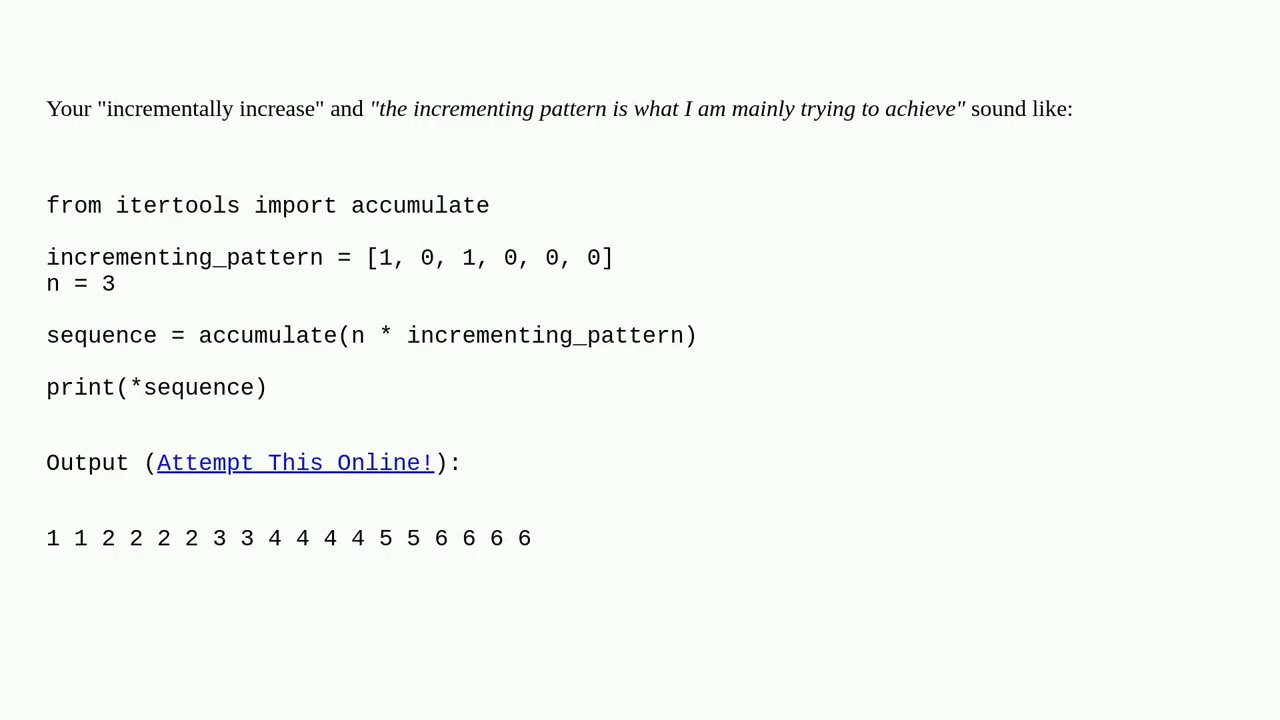 Your "incrementally increase" and "the incrementing pattern is what I am mainly trying to achieve" sound like:
from itertools import accumulate
incrementing_pattern = [1, 0, 1, 0, 0, 0]
n = 3
sequence = accumulate(n * incrementing_pattern)
print(*sequence)
Output (Attempt This Online!):
1 1 2 2 2 2 3 3 4 4 4 4 5 5 6 6 6 6